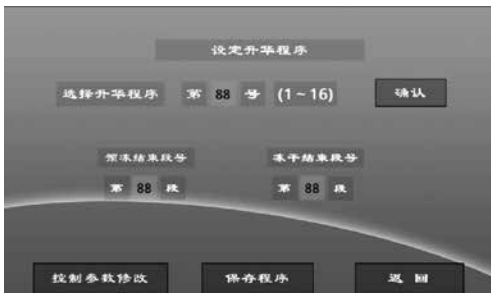 设定升华程序
选择升华程序 第 88 号 (1~16) 确认
预冻结束段号 冻干结束段号
第 88 段 第 88 段
控制参数修改 保存程序 返回